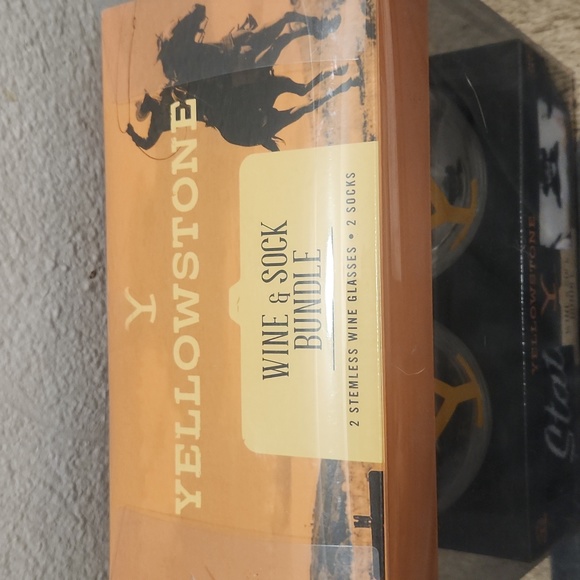 YELLOWSTONE
WINE & SOCK
BUNDLE
2 STEMLESS WINE GLASSES • 2 SOCKS
YELLOWSTONE